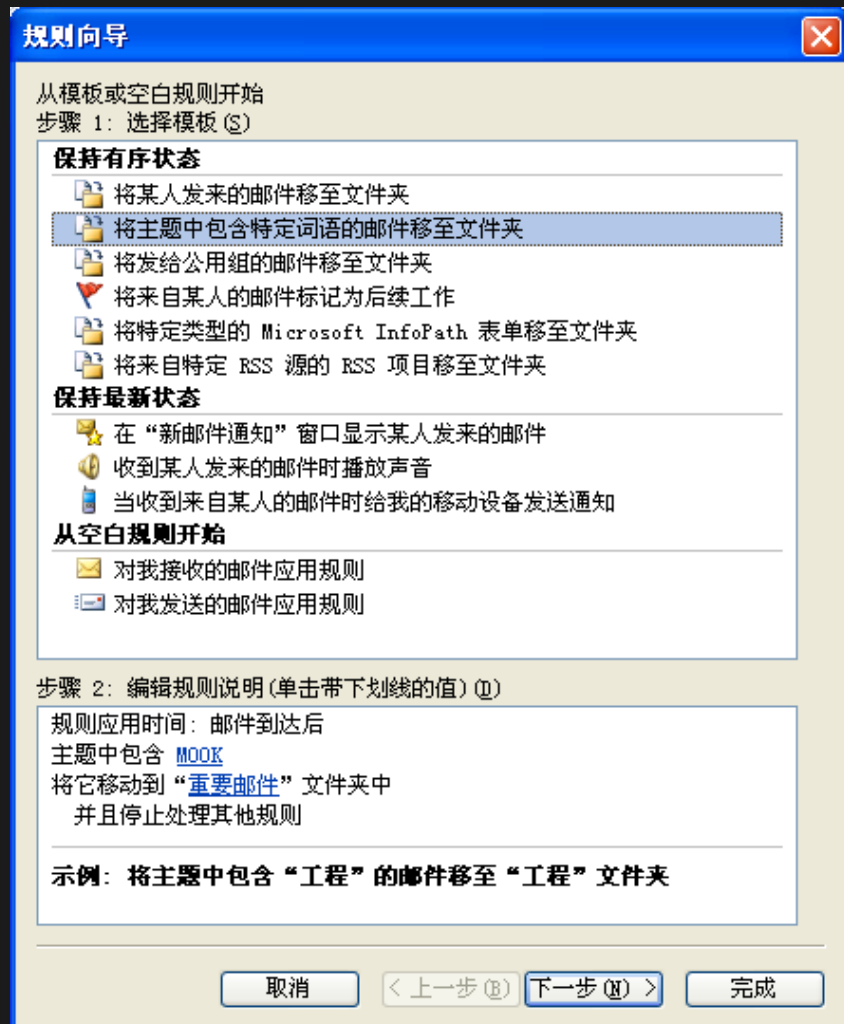 规则向导
从模板或空白规则开始
步骤 1: 选择模板(S)
保持有序状态
将某人发来的邮件移至文件夹
将主题中包含特定词语的邮件移至文件夹
将发给公用组的邮件移至文件夹
将来自某人的邮件标记为后续工作
将特定类型的 Microsoft InfoPath 表单移至文件夹
将来自特定 RSS 源的 RSS 项目移至文件夹
保持最新状态
在“新邮件通知”窗口显示某人发来的邮件
收到某人发来的邮件时播放声音
当收到来自某人的邮件时给我的移动设备发送通知
从空白规则开始
对我接收的邮件应用规则
对我发送的邮件应用规则
步骤 2: 编辑规则说明(单击带下划线的值)(D)
规则应用时间: 邮件到达后
主题中包含 MOOK
将它移动到“重要邮件”文件夹中
并且停止处理其他规则
示例: 将主题中包含“工程”的邮件移至“工程”文件夹
取消 < 上一步(B) 下一步(N) > 完成